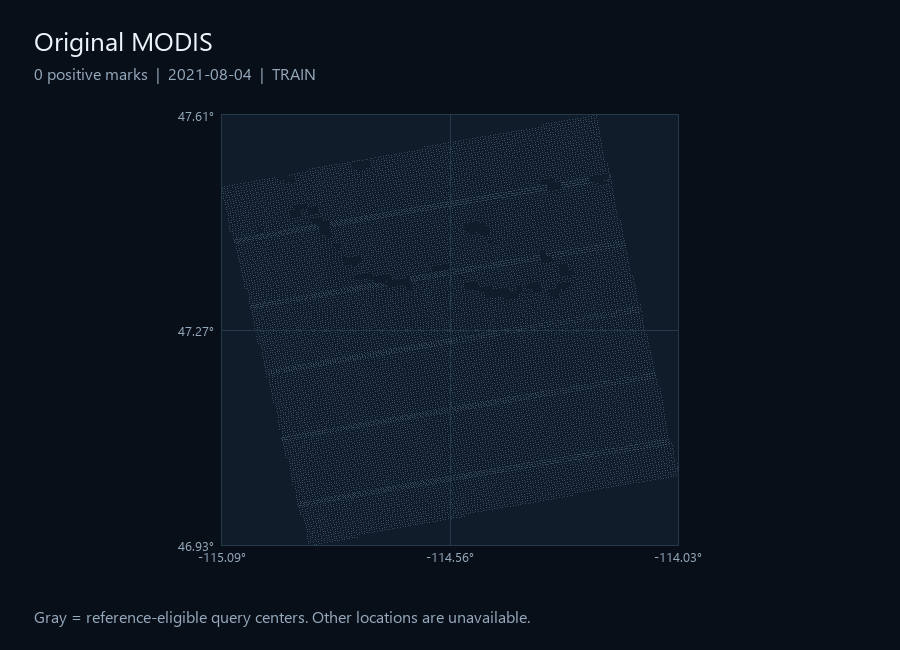 Original MODIS
0 positive marks | 2021-08-04 | TRAIN
47.61°
47.27°
46.93°
-115.09°
-114.56°
-114.03°
Gray = reference-eligible query centers. Other locations are unavailable.